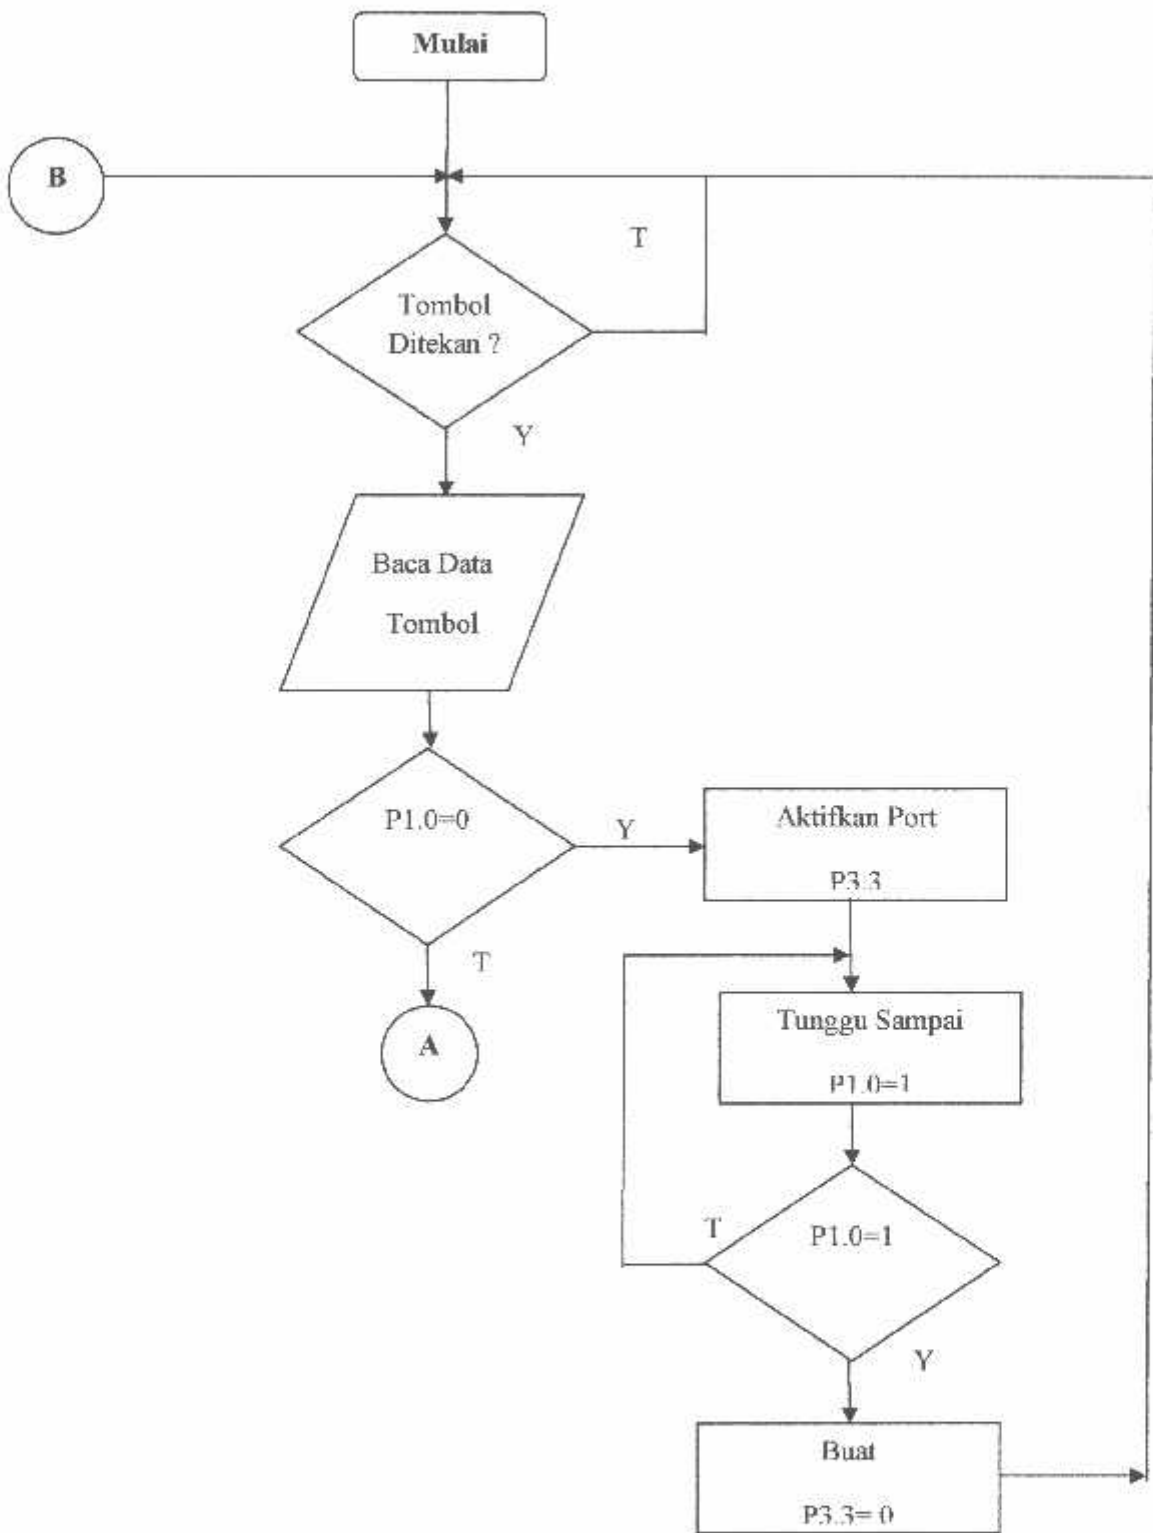 Mulai
B
T
Tombol
Ditekan ?
Y
Baca Data
Tombol
P1.0=0
Y
Aktifkan Port
P3.3
T
A
Tunggu Sampai
P1.0=1
T
P1.0=1
Y
Buat
P3.3= 0